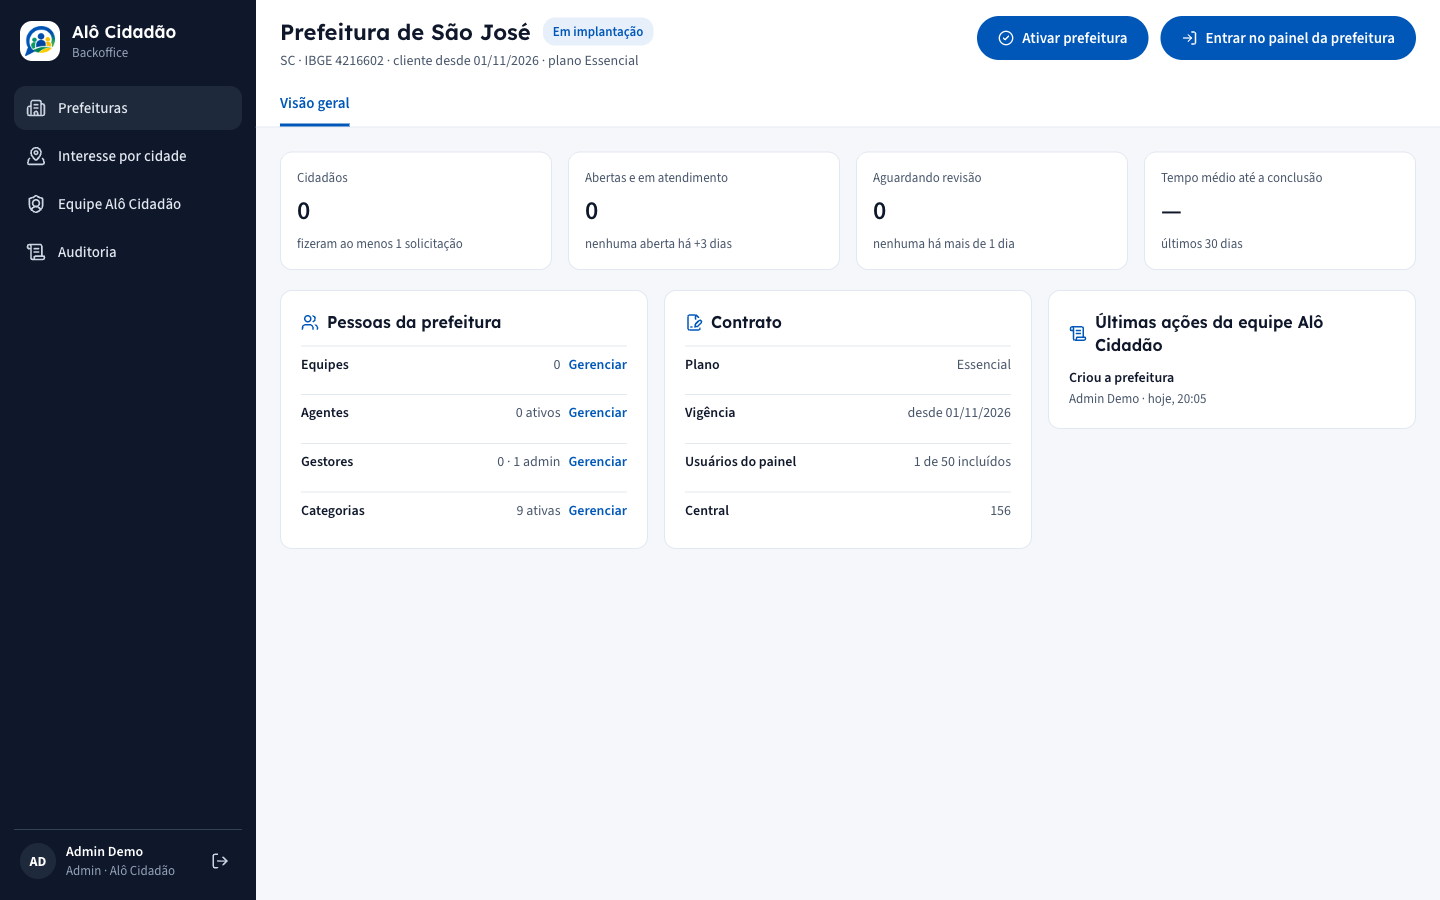 Alô Cidadão
Backoffice
Prefeituras
Interesse por cidade
Equipe Alô Cidadão
Auditoria
AD
Admin Demo
Admin · Alô Cidadão
Prefeitura de São José
Em implantação
SC · IBGE 4216602 · cliente desde 01/11/2026 · plano Essencial
Ativar prefeitura
Entrar no painel da prefeitura
Visão geral
Cidadãos
0
fizeram ao menos 1 solicitação
Abertas e em atendimento
0
nenhuma aberta há +3 dias
Aguardando revisão
0
nenhuma há mais de 1 dia
Tempo médio até a conclusão
—
últimos 30 dias
Pessoas da prefeitura
Equipes 0 Gerenciar
Agentes 0 ativos Gerenciar
Gestores 0 · 1 admin Gerenciar
Categorias 9 ativas Gerenciar
Contrato
Plano Essencial
Vigência desde 01/11/2026
Usuários do painel 1 de 50 incluídos
Central 156
Últimas ações da equipe Alô
Cidadão
Criou a prefeitura
Admin Demo · hoje, 20:05